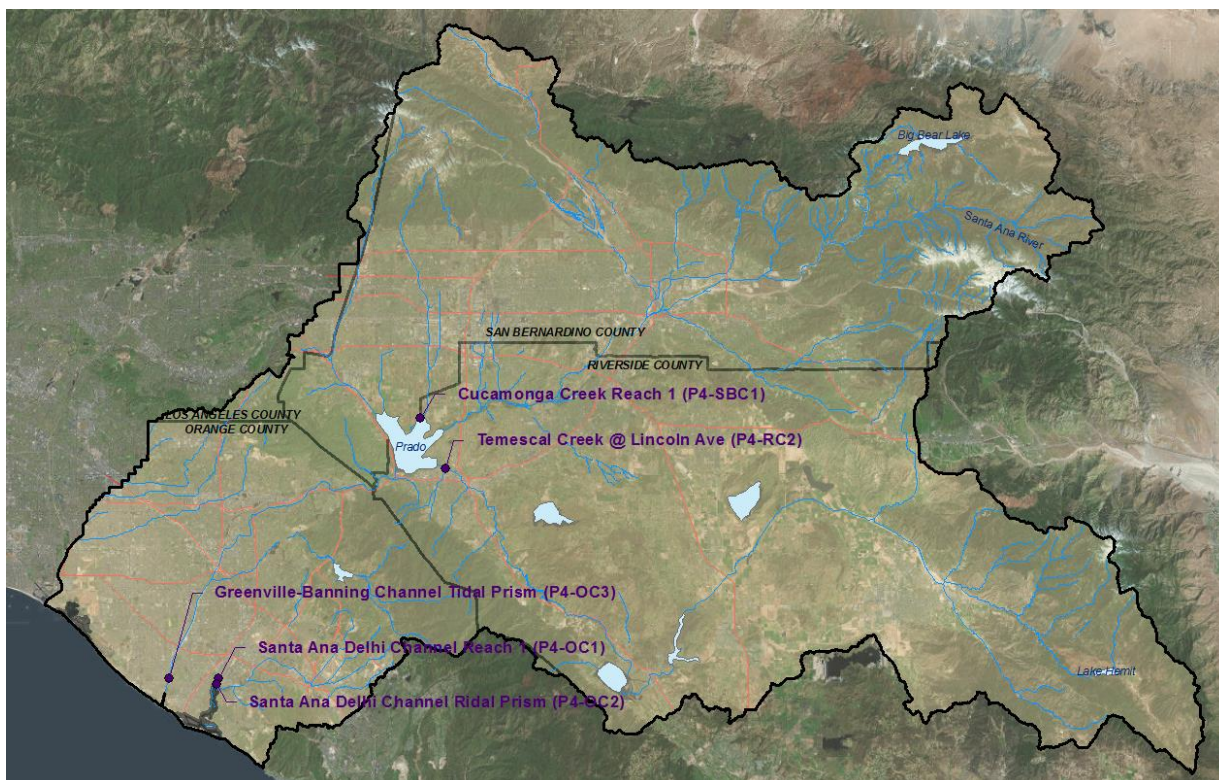 Big Bear Lake
Santa Ana River
SAN BERNARDINO COUNTY
RIVERSIDE COUNTY
Cucamonga Creek Reach 1 (P4-SBC1)
LOS ANGELES COUNTY
ORANGE COUNTY
Prado
Temescal Creek @ Lincoln Ave (P4-RC2)
Greenville-Banning Channel Tidal Prism (P4-OC3)
Santa Ana Delhi Channel Reach 1 (P4-OC1)
Lake Hemit
Santa Ana Delhi Channel Ridal Prism (P4-OC2)